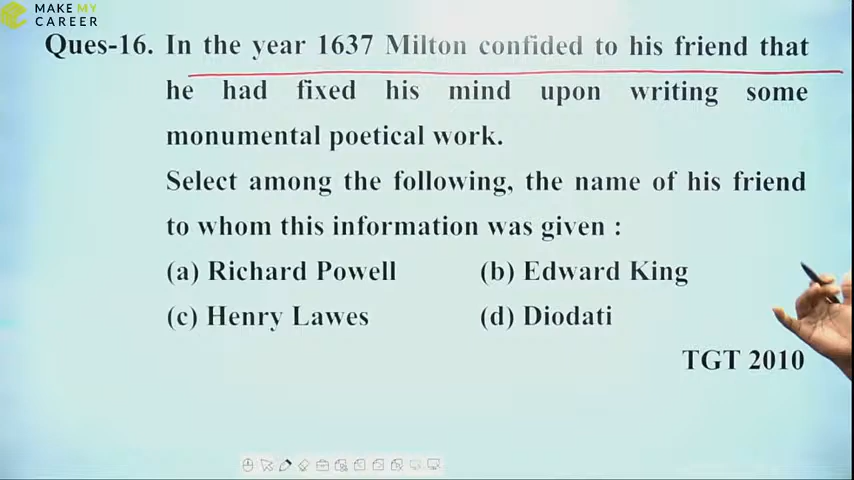 MAKE MY
CAREER
Ques-16. In the year 1637 Milton confided to his friend that
he had fixed his mind upon writing some
monumental poetical work.
Select among the following, the name of his friend
to whom this information was given :
(a) Richard Powell (b) Edward King
(c) Henry Lawes (d) Diodati
TGT 2010